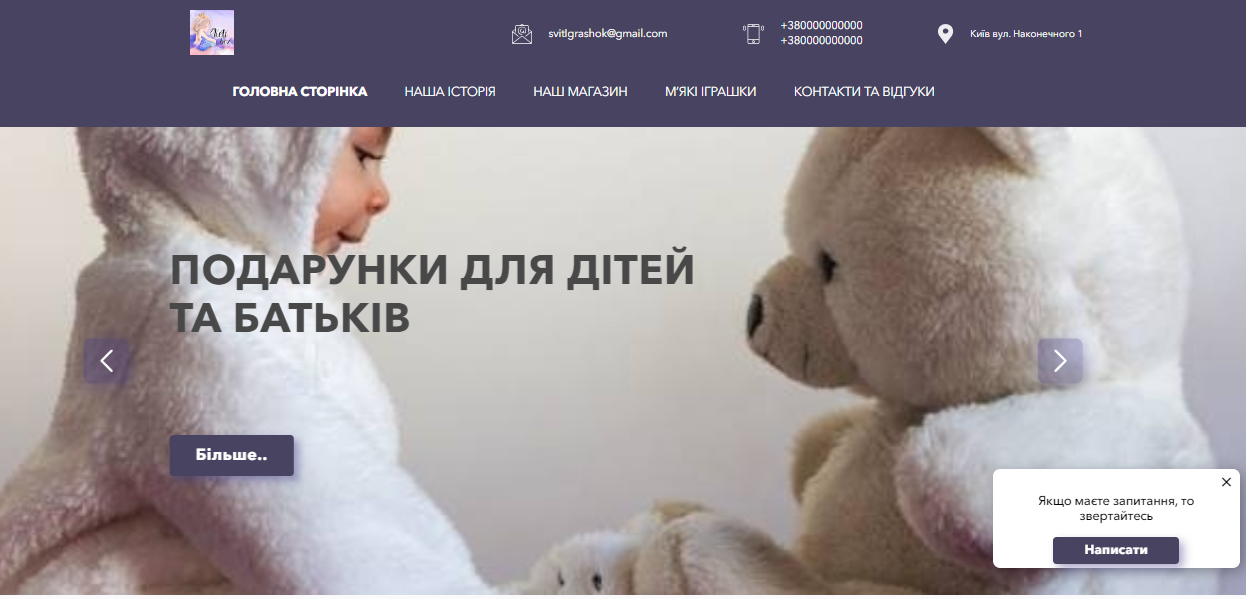 svitlgrashok@gmail.com
+380000000000
+380000000000
Київ вул. Наконечного 1
ГОЛОВНА СТОРІНКА
НАША ІСТОРІЯ
НАШ МАГАЗИН
М'ЯКІ ІГРАШКИ
КОНТАКТИ ТА ВІДГУКИ
ПОДАРУНКИ ДЛЯ ДІТЕЙ
ТА БАТЬКІВ
Більше..
Якщо маєте запитання, то
звертайтесь
Написати